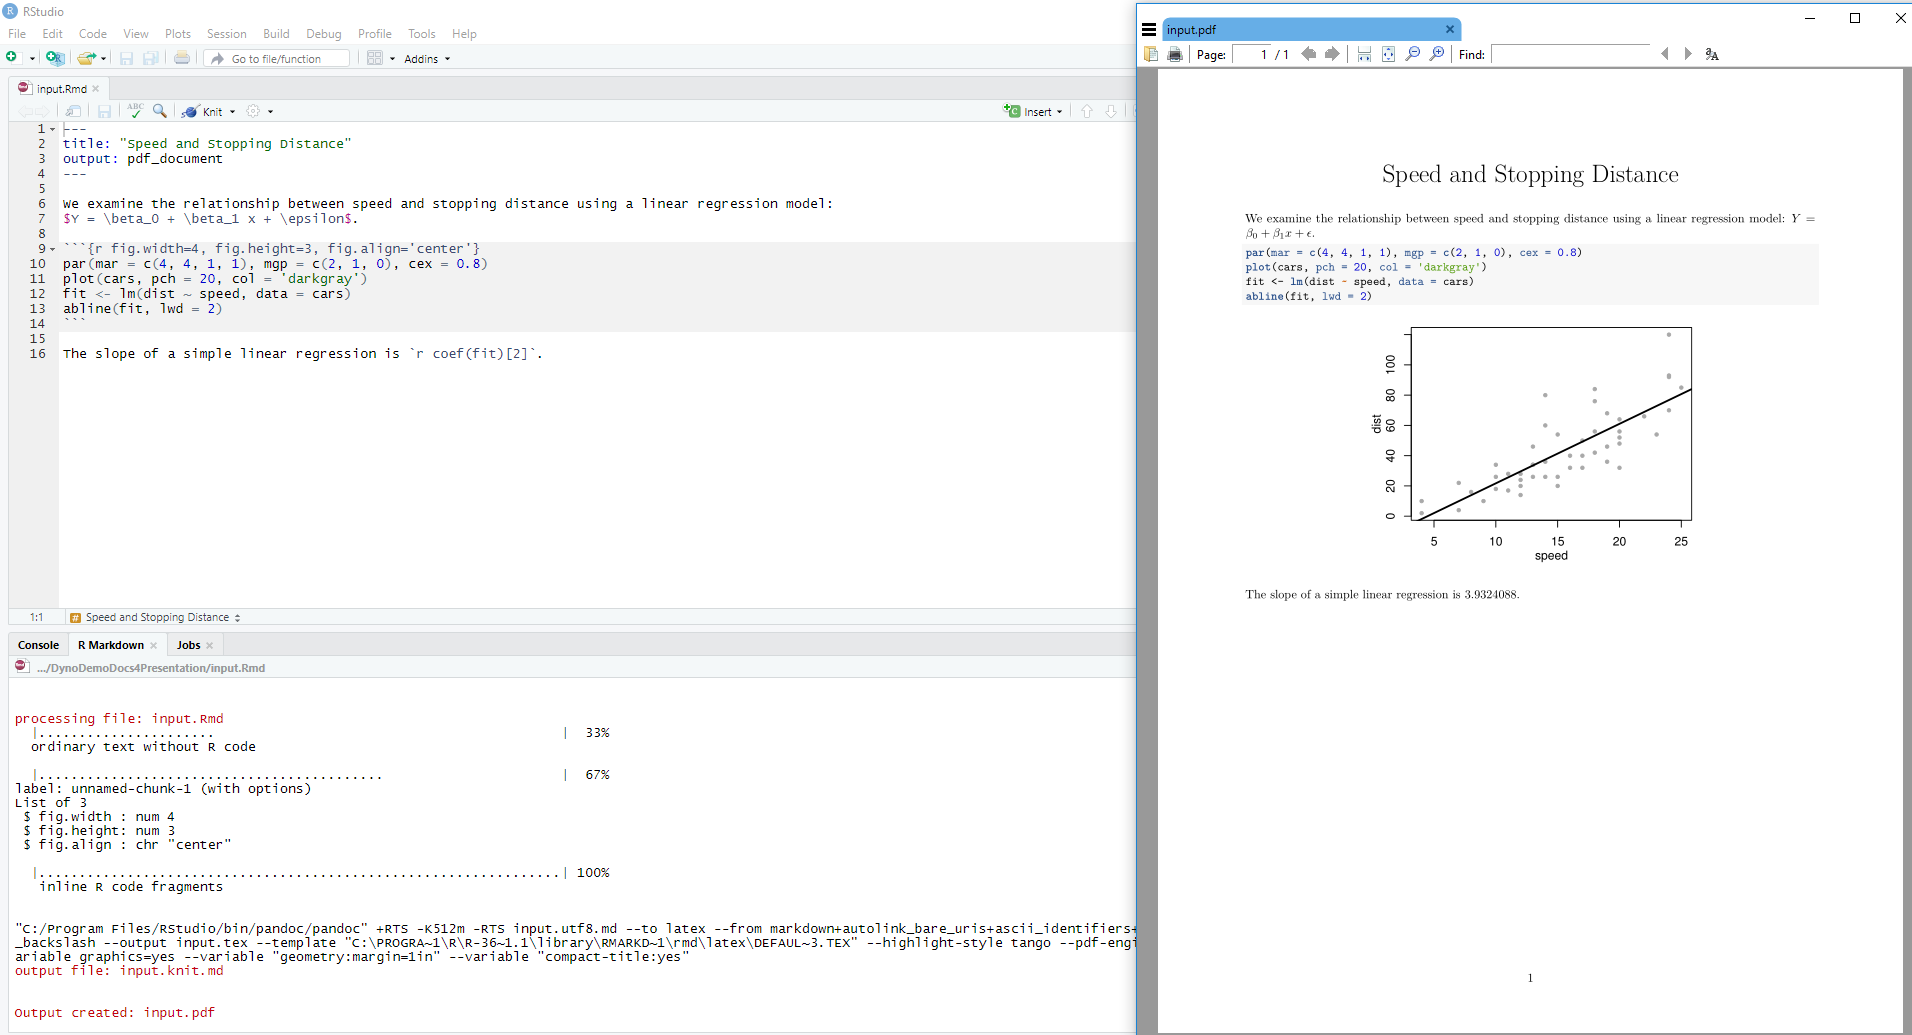 RStudio
File Edit Code View Plots Session Build Debug Profile Tools Help
Go to file/function Addins
input.Rmd
ABC Knit Insert
1 ---
2 title: "Speed and Stopping Distance"
3 output: pdf_document
4 ---
5
6 We examine the relationship between speed and stopping distance using a linear regression model:
7 $Y = \beta_0 + \beta_1 x + \epsilon$.
8
9 ```{r fig.width=4, fig.height=3, fig.align='center'}
10 par(mar = c(4, 4, 1, 1), mgp = c(2, 1, 0), cex = 0.8)
11 plot(cars, pch = 20, col = 'darkgray')
12 fit <- lm(dist ~ speed, data = cars)
13 abline(fit, lwd = 2)
14 ```
15
16 The slope of a simple linear regression is `r coef(fit)[2]`.
1:1 # Speed and Stopping Distance
Console R Markdown Jobs
.../DynoDemoDocs4Presentation/input.Rmd
processing file: input.Rmd
|...................... | 33%
ordinary text without R code
|.......................................... | 67%
label: unnamed-chunk-1 (with options)
List of 3
$ fig.width : num 4
$ fig.height: num 3
$ fig.align : chr "center"
|................................................................| 100%
inline R code fragments
"C:/Program Files/RStudio/bin/pandoc/pandoc" +RTS -K512m -RTS input.utf8.md --to latex --from markdown+autolink_bare_uris+ascii_identifiers+
_backslash --output input.tex --template "C:\PROGRA~1\R\R-36~1.1\library\RMARKD~1\rmd\latex\DEFAUL~3.TEX" --highlight-style tango --pdf-engi
ariable graphics=yes --variable "geometry:margin=1in" --variable "compact-title:yes"
output file: input.knit.md
Output created: input.pdf
input.pdf
Page: 1 / 1 Find:
Speed and Stopping Distance
We examine the relationship between speed and stopping distance using a linear regression model: Y =
β0 + β1x + ϵ.
par(mar = c(4, 4, 1, 1), mgp = c(2, 1, 0), cex = 0.8)
plot(cars, pch = 20, col = 'darkgray')
fit <- lm(dist ~ speed, data = cars)
abline(fit, lwd = 2)
dist
100
80
60
40
20
0
5 10 15 20 25
speed
The slope of a simple linear regression is 3.9324088.
1